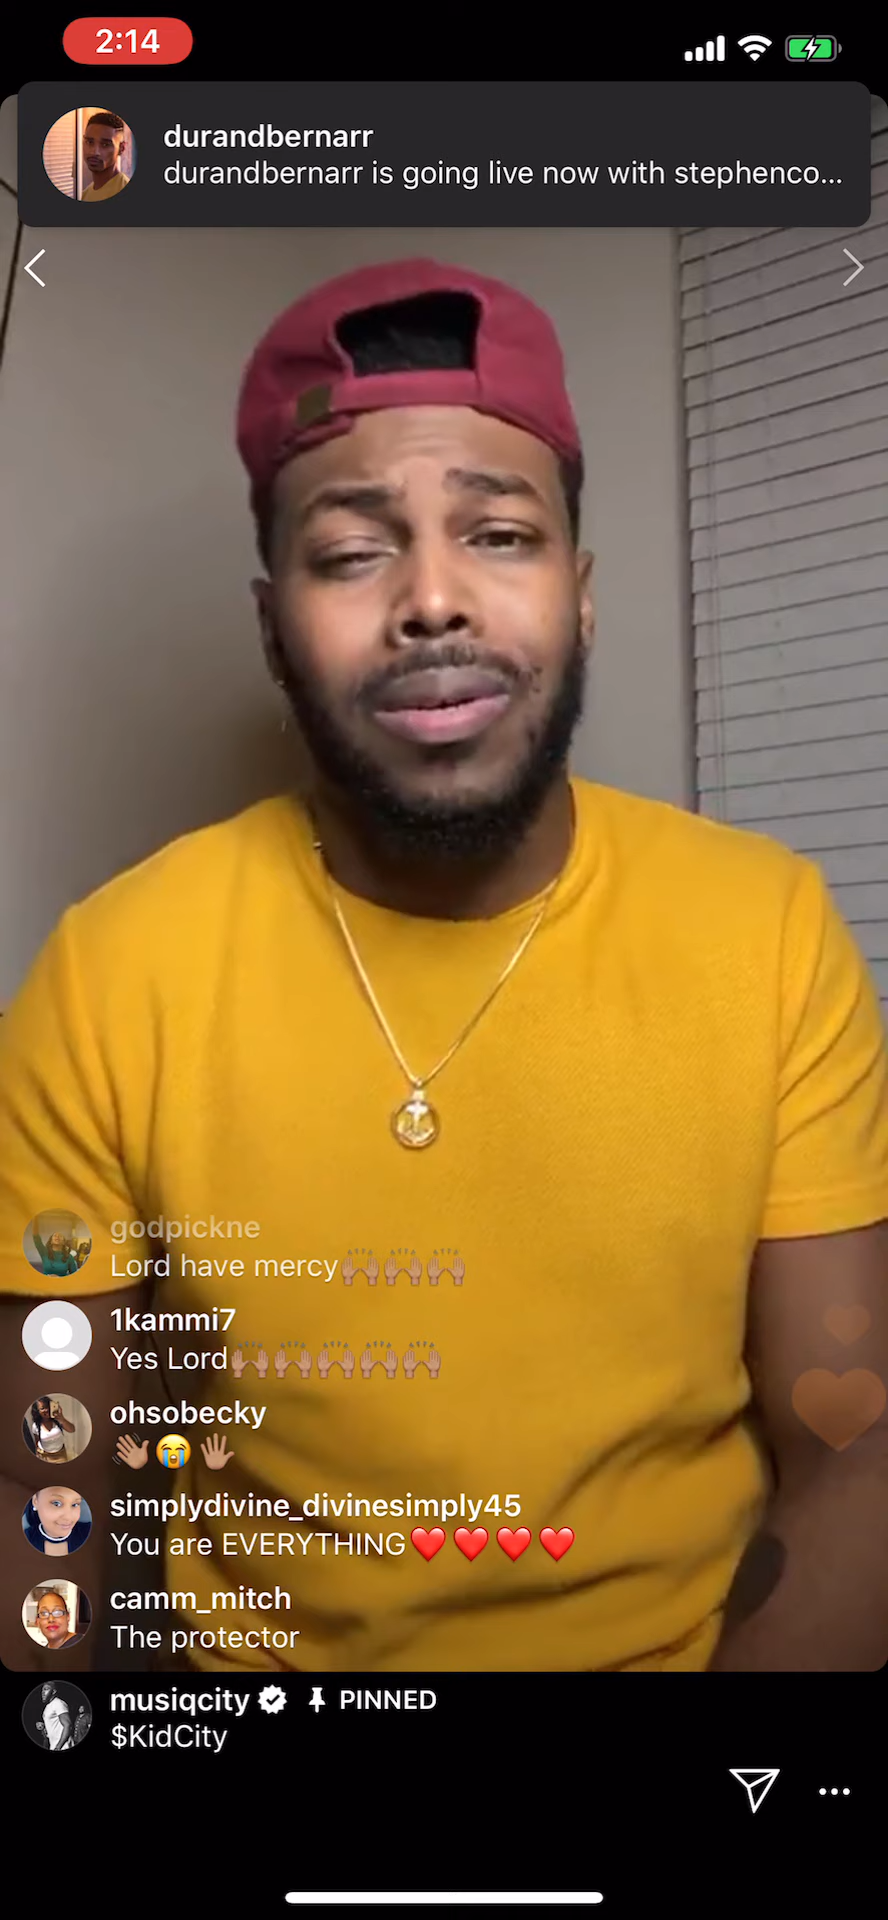 2:14
durandbernarr
durandbernarr is going live now with stephenco...
godpickne
Lord have mercy🙌🏽🙌🏽🙌🏽
1kammi7
Yes Lord🙌🏽🙌🏽🙌🏽🙌🏽🙌🏽
ohsobecky
👋🏽😭👋🏽
simplydivine_divinesimply45
You are EVERYTHING❤️❤️❤️❤️
camm_mitch
The protector
musiqcity PINNED
$KidCity